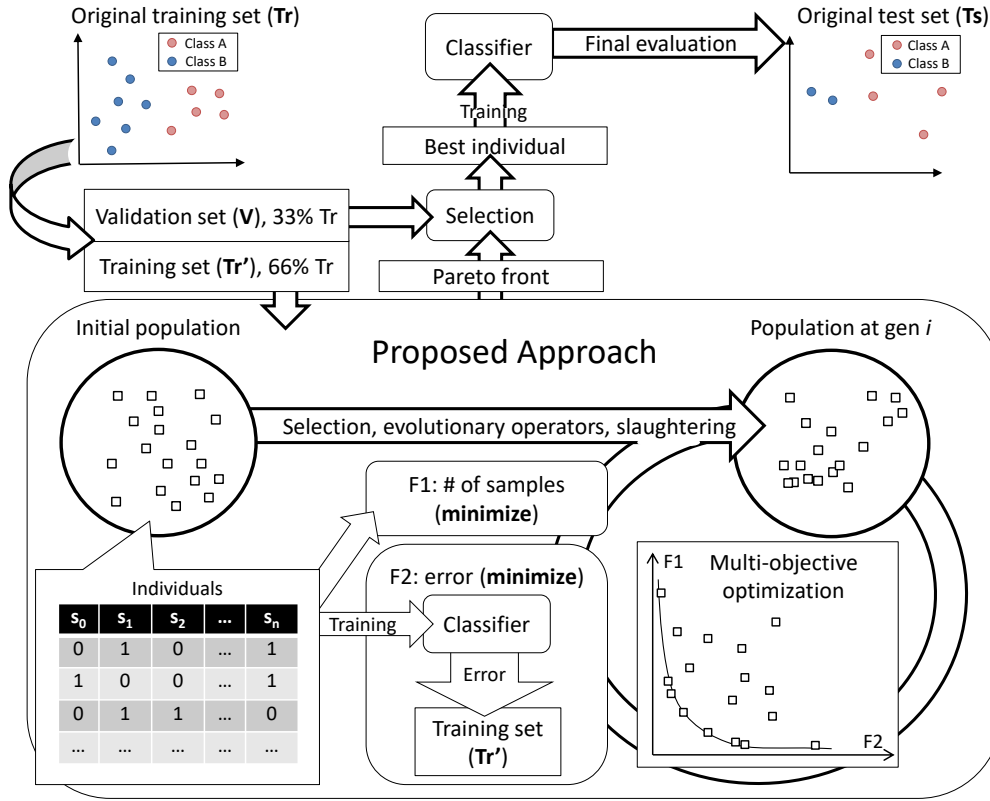 Original training set (Tr)
Class A
Class B
Classifier
Final evaluation
Original test set (Ts)
Class A
Class B
Training
Best individual
Validation set (V), 33% Tr
Selection
Training set (Tr’), 66% Tr
Pareto front
Initial population
Proposed Approach
Population at gen i
Selection, evolutionary operators, slaughtering
F1: # of samples
(minimize)
F2: error (minimize)
Individuals
s0 s1 s2 ... sn
0 1 0 ... 1
1 0 0 ... 1
0 1 1 ... 0
... ... ... ... ...
Training
Classifier
Error
Training set
(Tr’)
F1
Multi-objective
optimization
F2